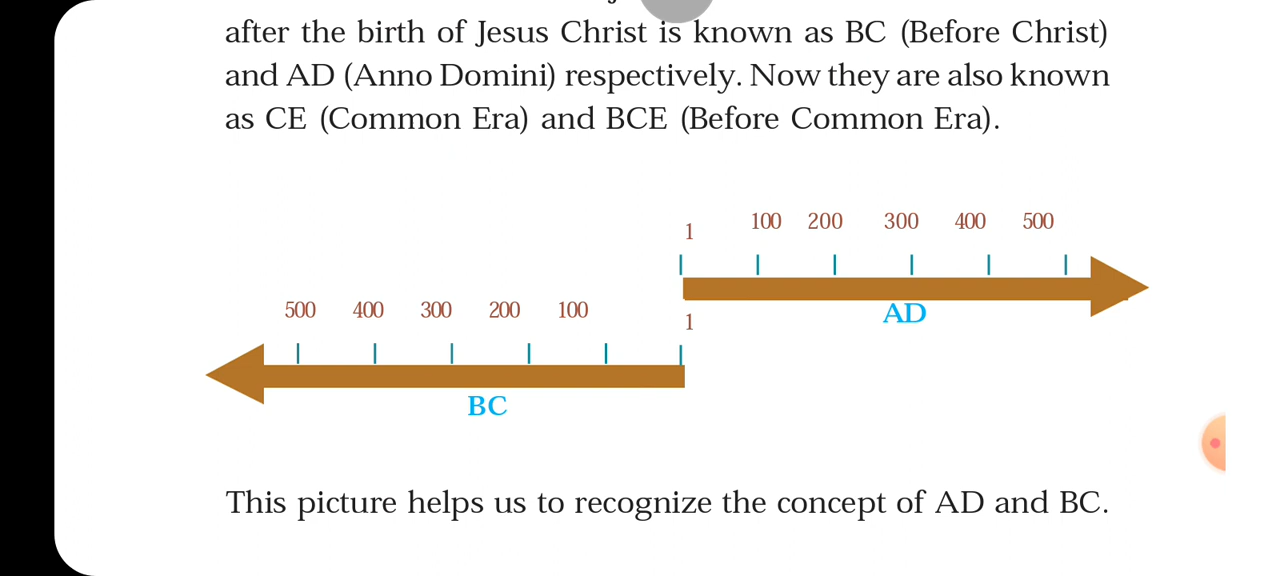 after the birth of Jesus Christ is known as BC (Before Christ)
and AD (Anno Domini) respectively. Now they are also known
as CE (Common Era) and BCE (Before Common Era).
1 100 200 300 400 500
AD
500 400 300 200 100 1
BC
This picture helps us to recognize the concept of AD and BC.